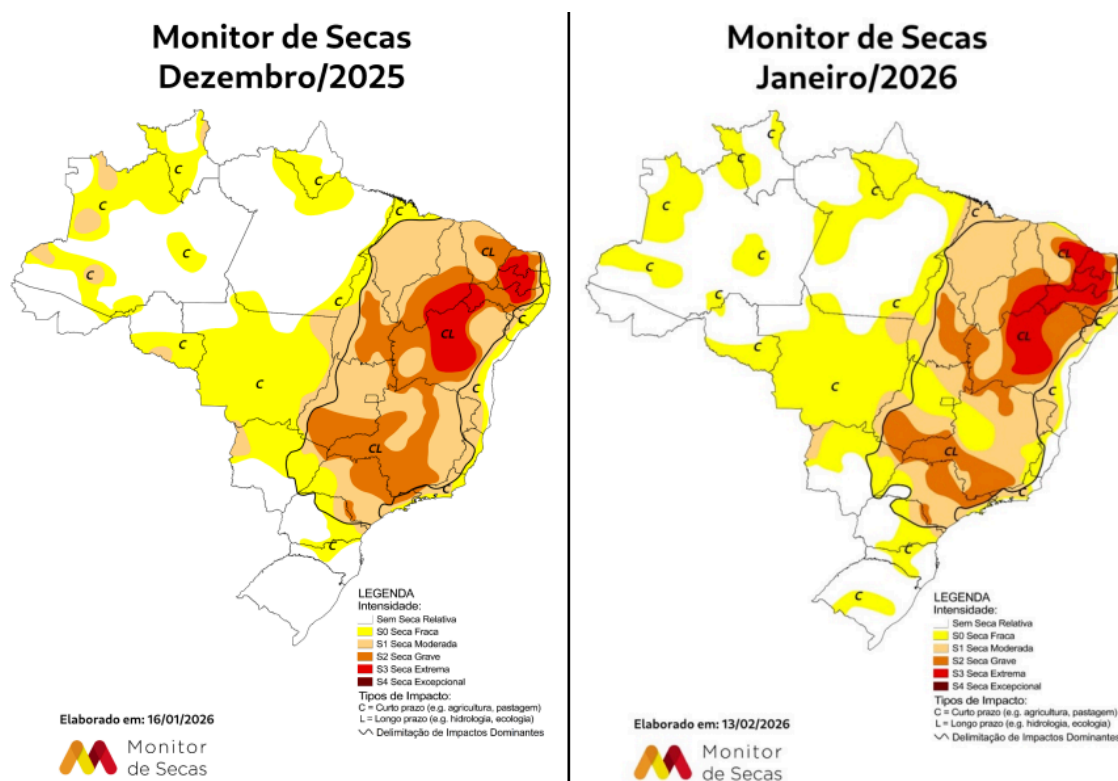 Monitor de Secas
Dezembro/2025
C
C
C
C
C
C
C
C
C
CL
CL
C
C
CL
C
C
LEGENDA
Intensidade:
Sem Seca Relativa
S0 Seca Fraca
S1 Seca Moderada
S2 Seca Grave
S3 Seca Extrema
S4 Seca Excepcional
Tipos de Impacto:
C = Curto prazo (e.g. agricultura, pastagem)
L = Longo prazo (e.g. hidrologia, ecologia)
Delimitação de Impactos Dominantes
Elaborado em: 16/01/2026
Monitor
de Secas
Monitor de Secas
Janeiro/2026
C
C
C
C
C
C
C
C
C
C
C
CL
CL
C
C
CL
C
C
C
LEGENDA
Intensidade:
Sem Seca Relativa
S0 Seca Fraca
S1 Seca Moderada
S2 Seca Grave
S3 Seca Extrema
S4 Seca Excepcional
Tipos de Impacto:
C = Curto prazo (e.g. agricultura, pastagem)
L = Longo prazo (e.g. hidrologia, ecologia)
Delimitação de Impactos Dominantes
Elaborado em: 13/02/2026
Monitor
de Secas